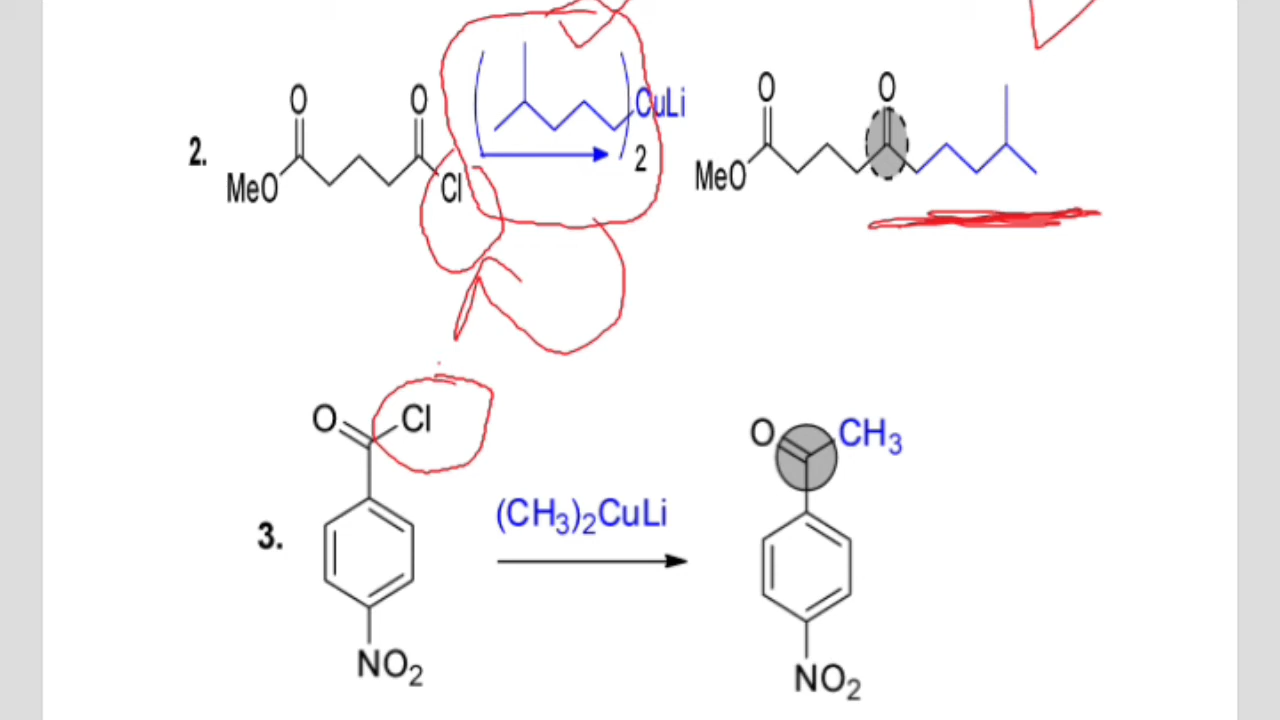 2.
O
O
MeO
Cl
( )2 CuLi
O
O
MeO
3.
O
Cl
NO2
(CH3)2CuLi
O
CH3
NO2